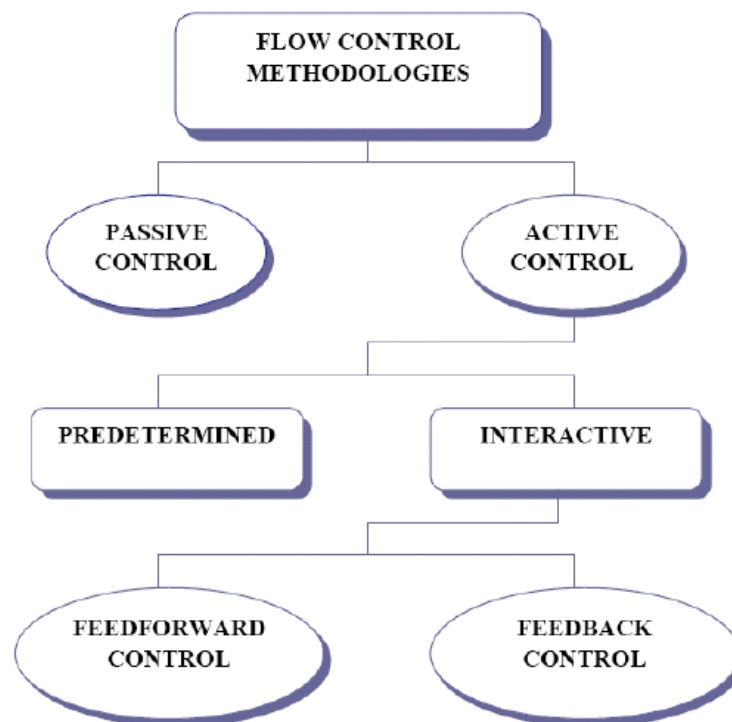 FLOW CONTROL
METHODOLOGIES
PASSIVE
CONTROL
ACTIVE
CONTROL
PREDETERMINED
INTERACTIVE
FEEDFORWARD
CONTROL
FEEDBACK
CONTROL